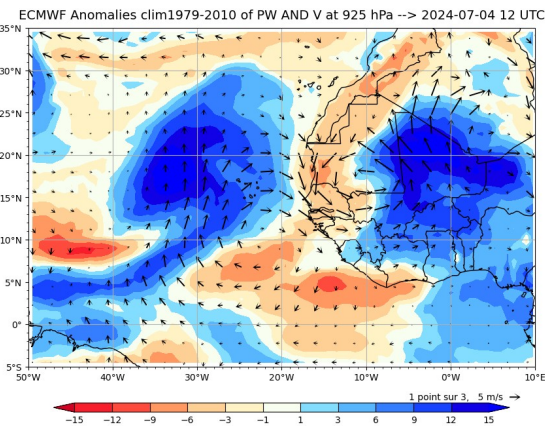 ECMWF Anomalies clim1979-2010 of PW AND V at 925 hPa --> 2024-07-04 12 UTC
35°N
30°N
25°N
20°N
15°N
10°N
5°N
0°
5°S
50°W 40°W 30°W 20°W 10°W 0°W 10°E
1 point sur 3, 5 m/s
−15 −12 −9 −6 −3 −1 1 3 6 9 12 15